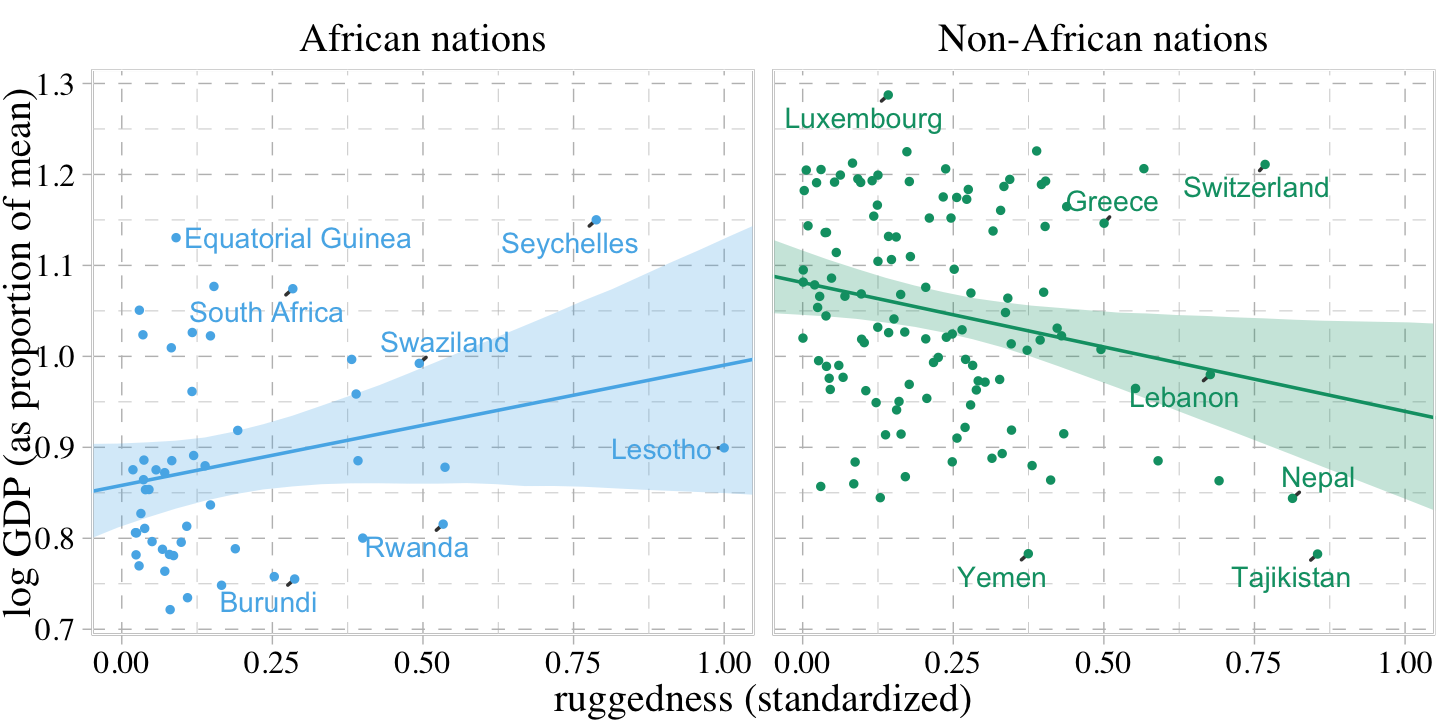 African nations
Non-African nations
log GDP (as proportion of mean)
1.3
1.2
1.1
1.0
0.9
0.8
0.7
Equatorial Guinea
Seychelles
South Africa
Swaziland
Lesotho
Rwanda
Burundi
Luxembourg
Switzerland
Greece
Lebanon
Nepal
Yemen
Tajikistan
0.00 0.25 0.50 0.75 1.00
0.00 0.25 0.50 0.75 1.00
ruggedness (standardized)